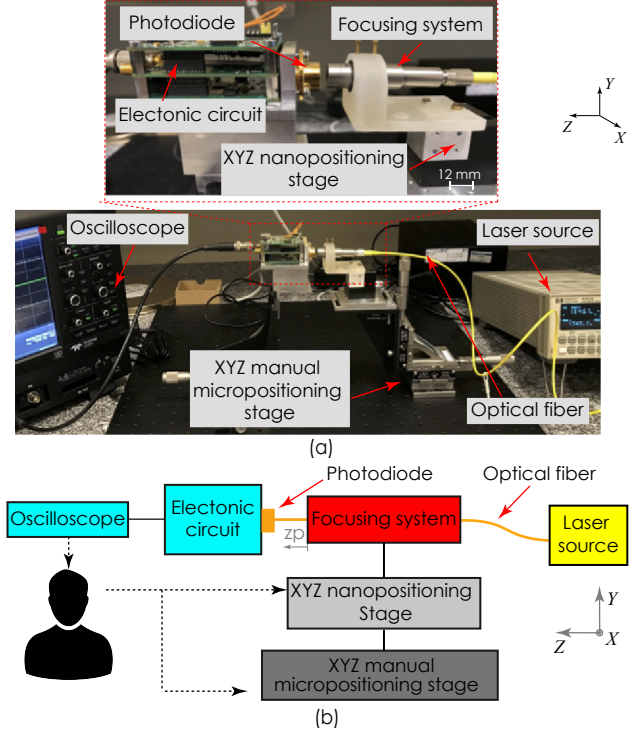 Photodiode
Focusing system
Electonic circuit
XYZ nanopositioning
stage
12 mm
Y
Z
X
Oscilloscope
Laser source
XYZ manual
micropositioning
stage
Optical fiber
(a)
Photodiode
Optical fiber
Oscilloscope
Electonic
circuit
Focusing system
Laser
source
zp
XYZ nanopositioning
Stage
Y
Z
X
XYZ manual
micropositioning stage
(b)